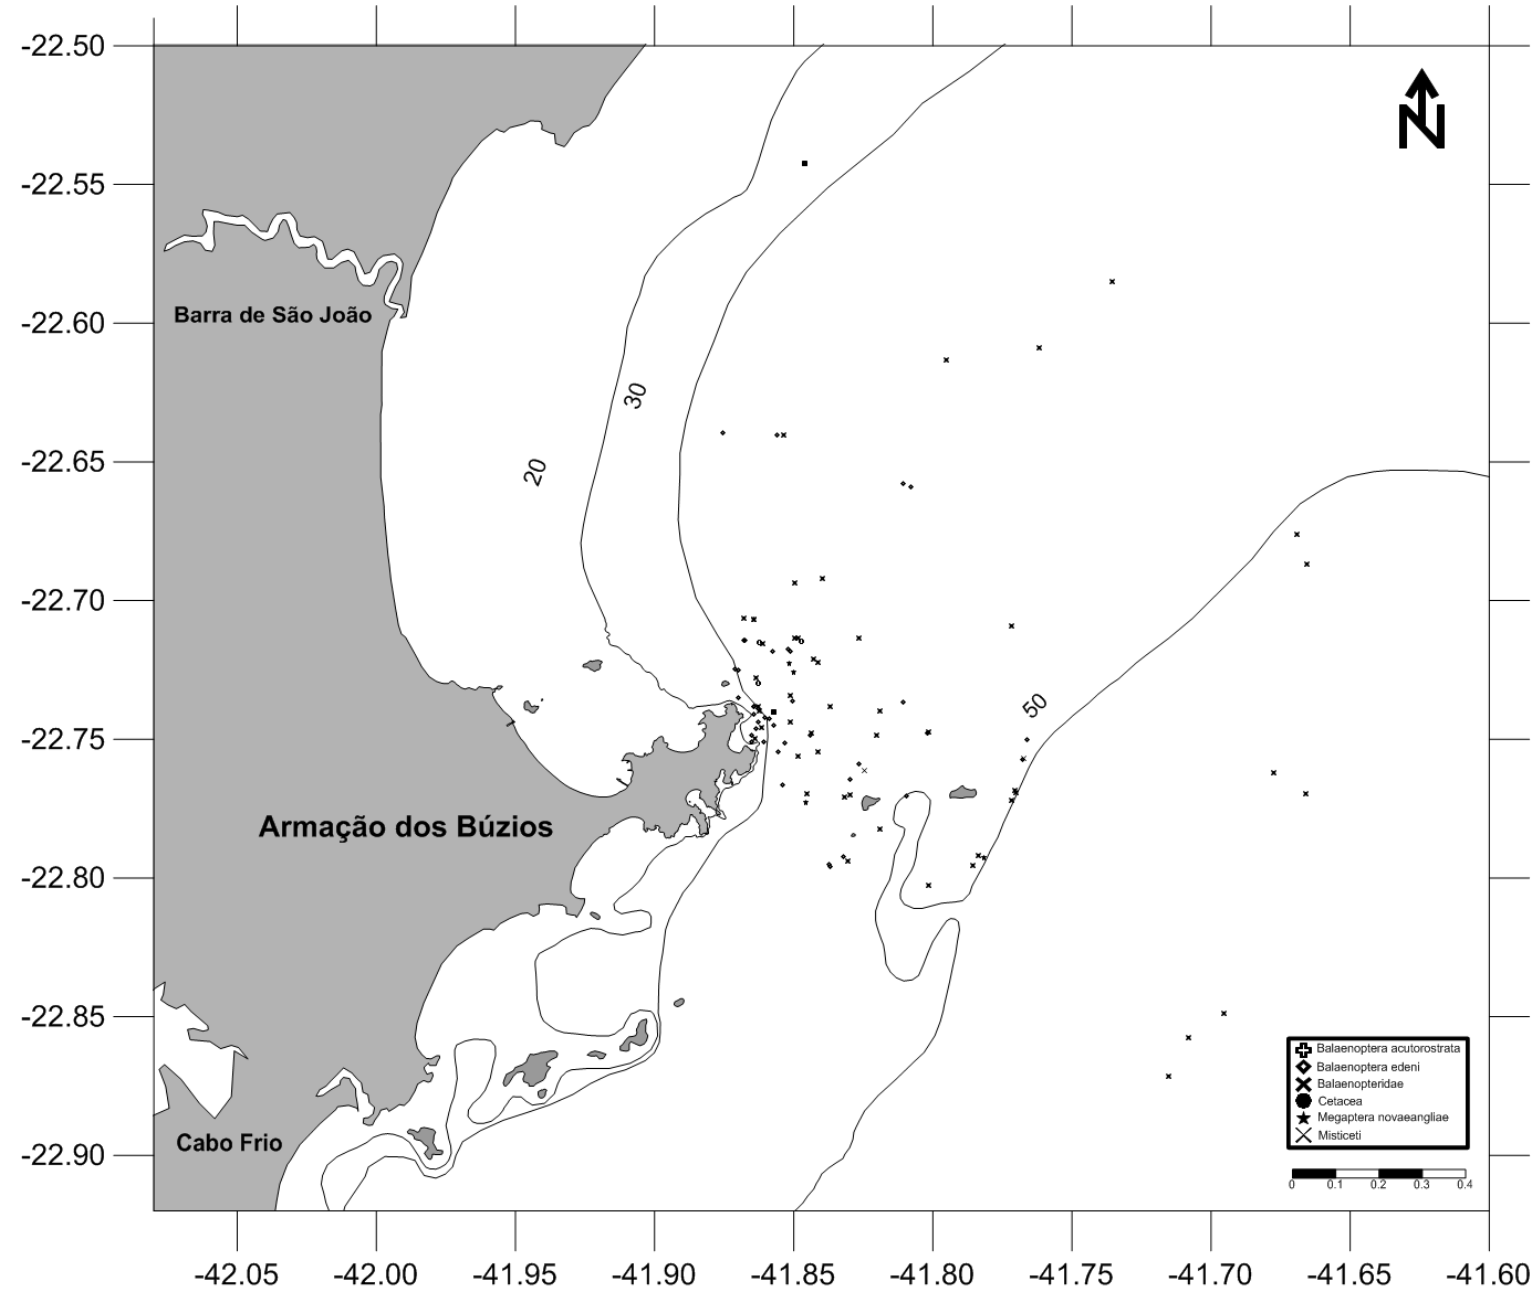 -22.50
N
-22.55
-22.60
Barra de São João
30
-22.65
20
-22.70
50
-22.75
Armação dos Búzios
-22.80
-22.85
Balaenoptera acutorostrata
Balaenoptera edeni
Balaenopteridae
Cetacea
Megaptera novaeangliae
Misticeti
Cabo Frio
-22.90
0 0.1 0.2 0.3 0.4
-42.05 -42.00 -41.95 -41.90 -41.85 -41.80 -41.75 -41.70 -41.65 -41.60